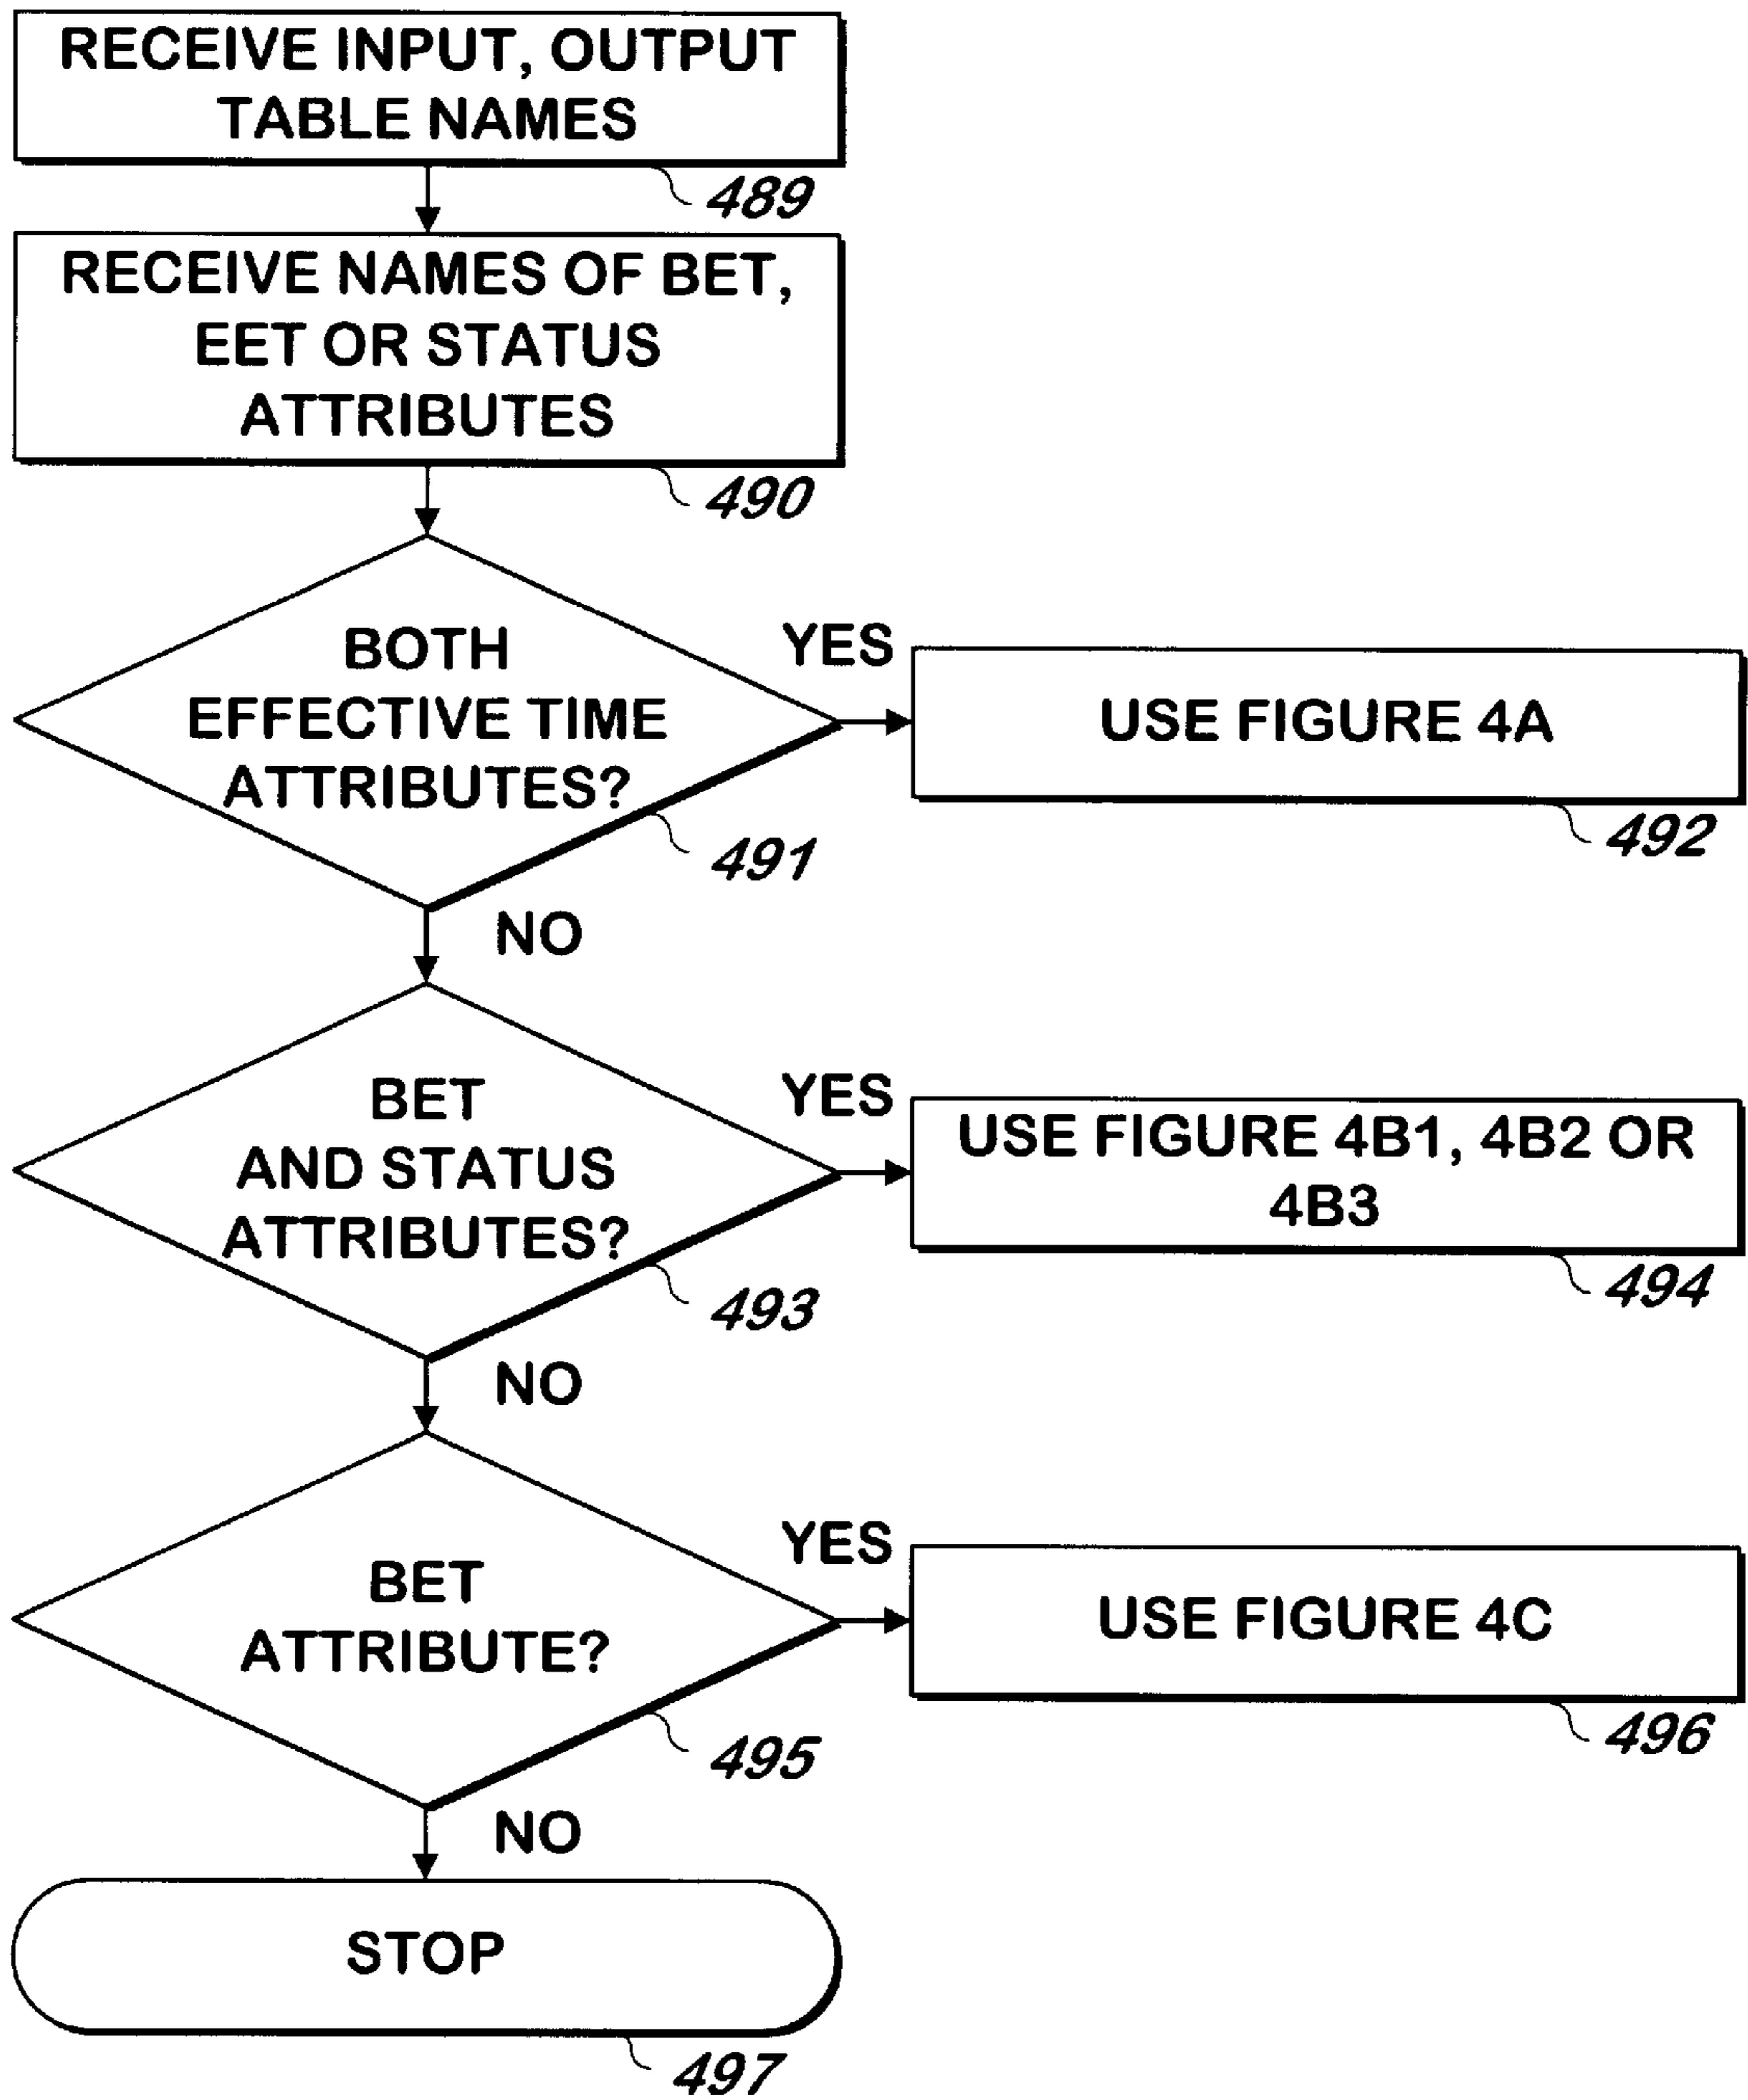 RECEIVE INPUT, OUTPUT
TABLE NAMES
489
RECEIVE NAMES OF BET,
EET OR STATUS
ATTRIBUTES
490
BOTH
EFFECTIVE TIME
ATTRIBUTES?
491
YES
USE FIGURE 4A
492
NO
BET
AND STATUS
ATTRIBUTES?
493
YES
USE FIGURE 4B1, 4B2 OR
4B3
494
NO
BET
ATTRIBUTE?
495
YES
USE FIGURE 4C
496
NO
STOP
497